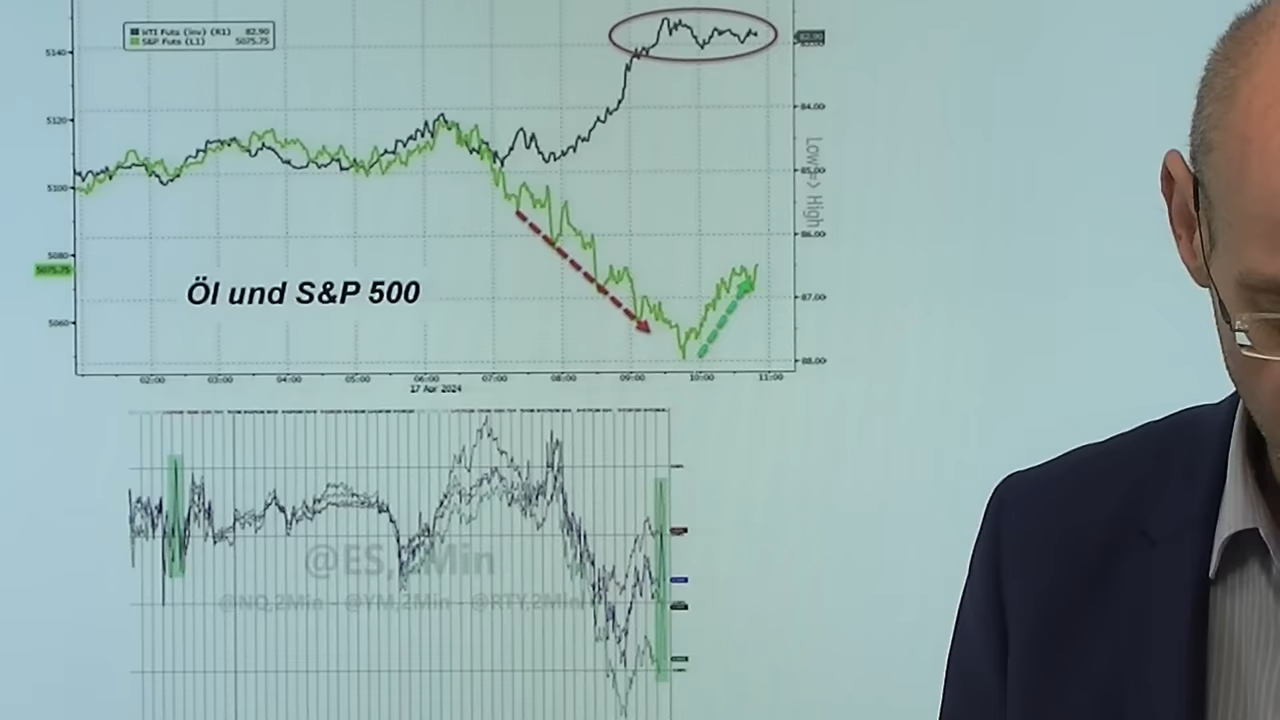 WTI Futs (inv) (R1) 82.90
S&P Futs (L1) 5075.75
5140
5120
5100
5080
5075.75
5060
82.90
84.00
85.00
86.00
87.00
88.00
Low => High
Öl und S&P 500
02:00 03:00 04:00 05:00 06:00 07:00 08:00 09:00 10:00 11:00
17 Apr 2024
@ES,2Min
@NQ,2Min - @YM,2Min - @RTY,2Min